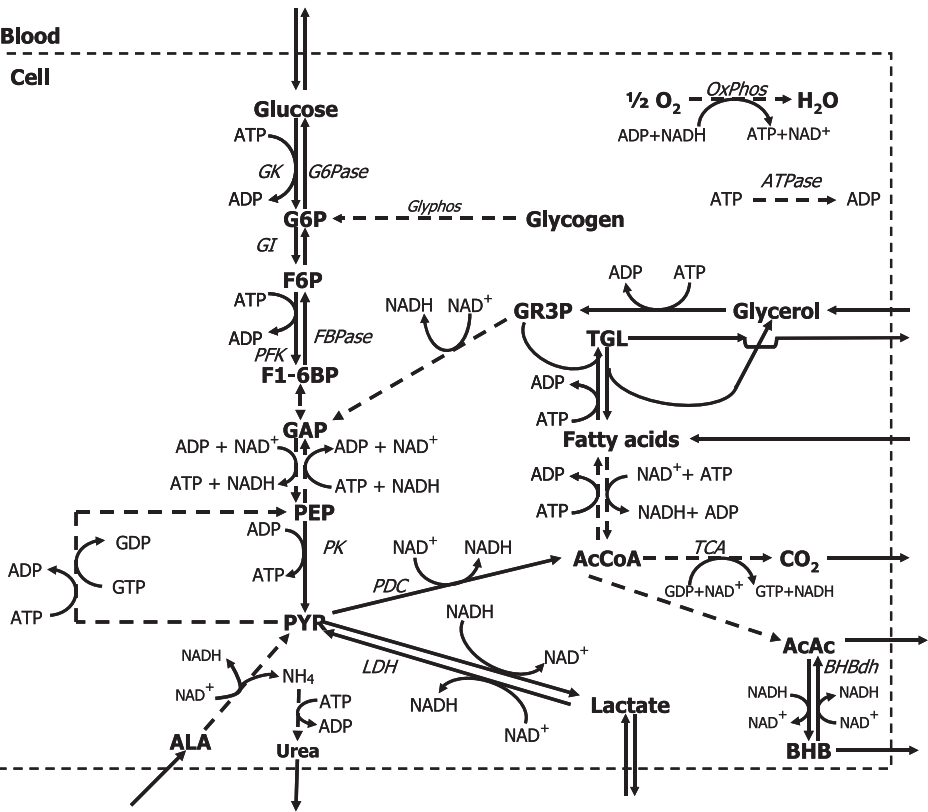 Blood
Cell
Glucose
½ O₂ OxPhos H₂O
ADP+NADH ATP+NAD⁺
ATP
GK G6Pase
ADP
ATPase
ATP ADP
G6P Glyphos Glycogen
GI
F6P
ATP
ADP
PFK FBPase
F1-6BP
NADH NAD⁺
ADP ATP
GR3P Glycerol
TGL
ADP
ATP
GAP
ADP + NAD⁺ ADP + NAD⁺
ATP + NADH ATP + NADH
Fatty acids
ADP NAD⁺+ ATP
ATP NADH+ ADP
PEP
ADP
PK
ATP
GDP
GTP
ADP
ATP
NAD⁺ NADH
PDC
AcCoA TCA CO₂
GDP+NAD⁺ GTP+NADH
PYR
NADH
NAD⁺
LDH
NADH
NAD⁺
Lactate
AcAc
BHBdh
NADH NADH
NAD⁺ NAD⁺
BHB
NADH
NAD⁺
NH₄
ATP
ADP
ALA
Urea